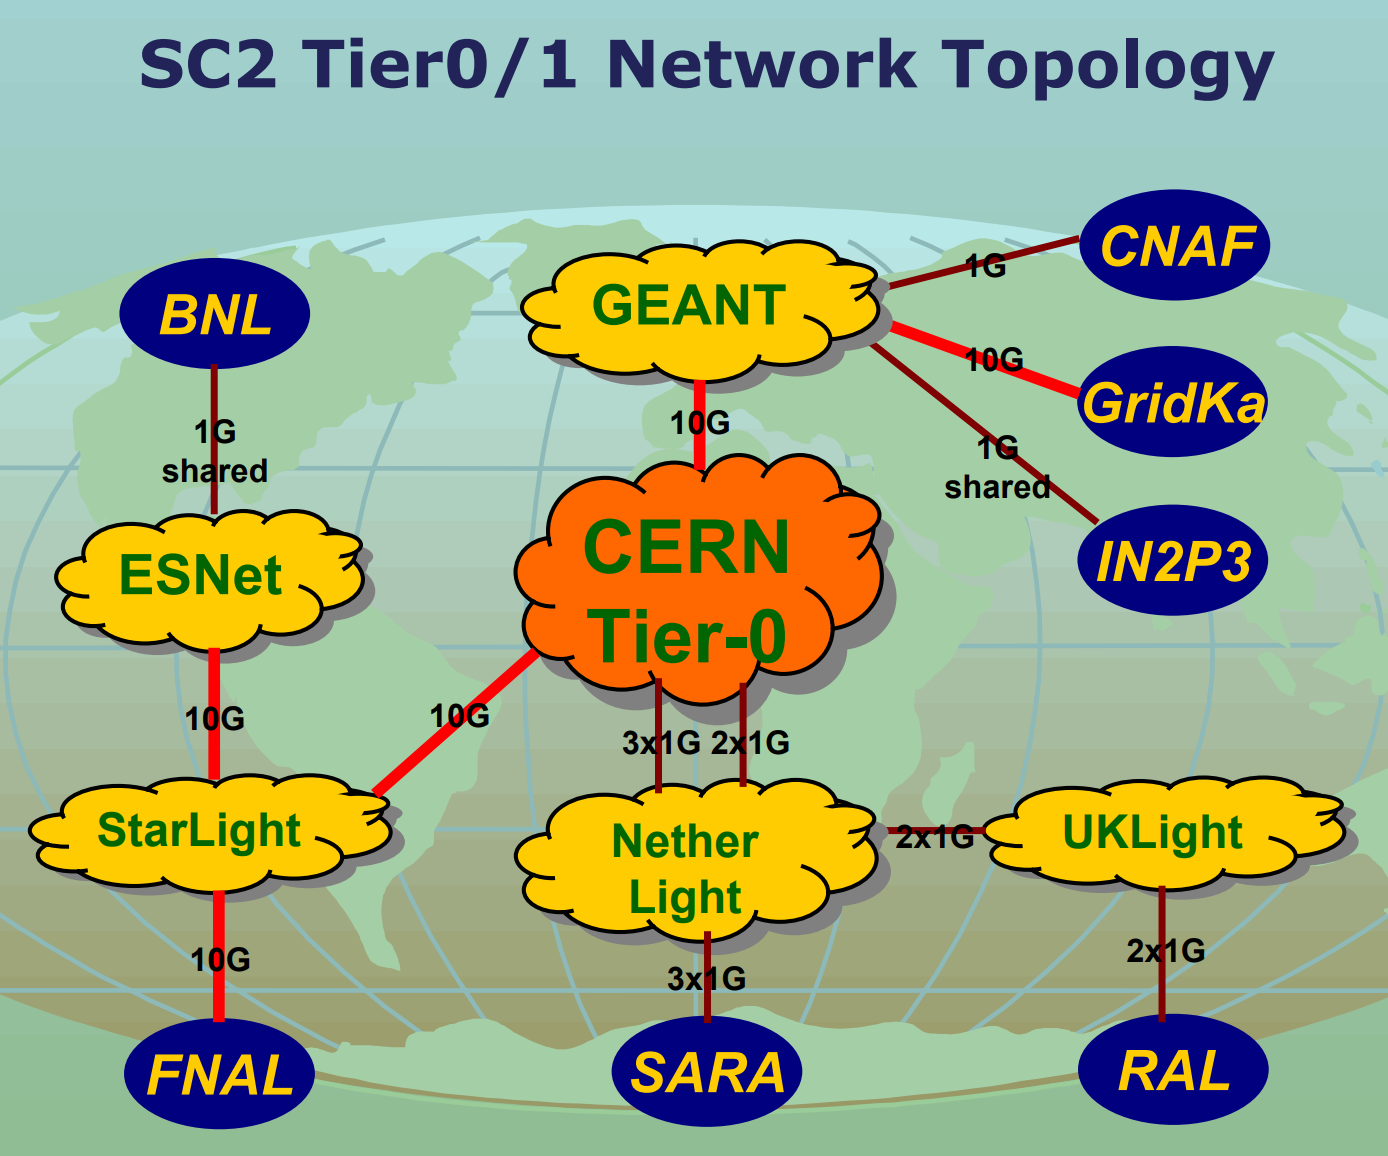 SC2 Tier0/1 Network Topology
CNAF
BNL
GEANT
1G
10G
GridKa
1G
shared
10G
1G
shared
CERN
Tier-0
IN2P3
ESNet
10G
10G
3x1G
2x1G
StarLight
Nether
Light
2x1G
UKLight
10G
3x1G
2x1G
FNAL
SARA
RAL